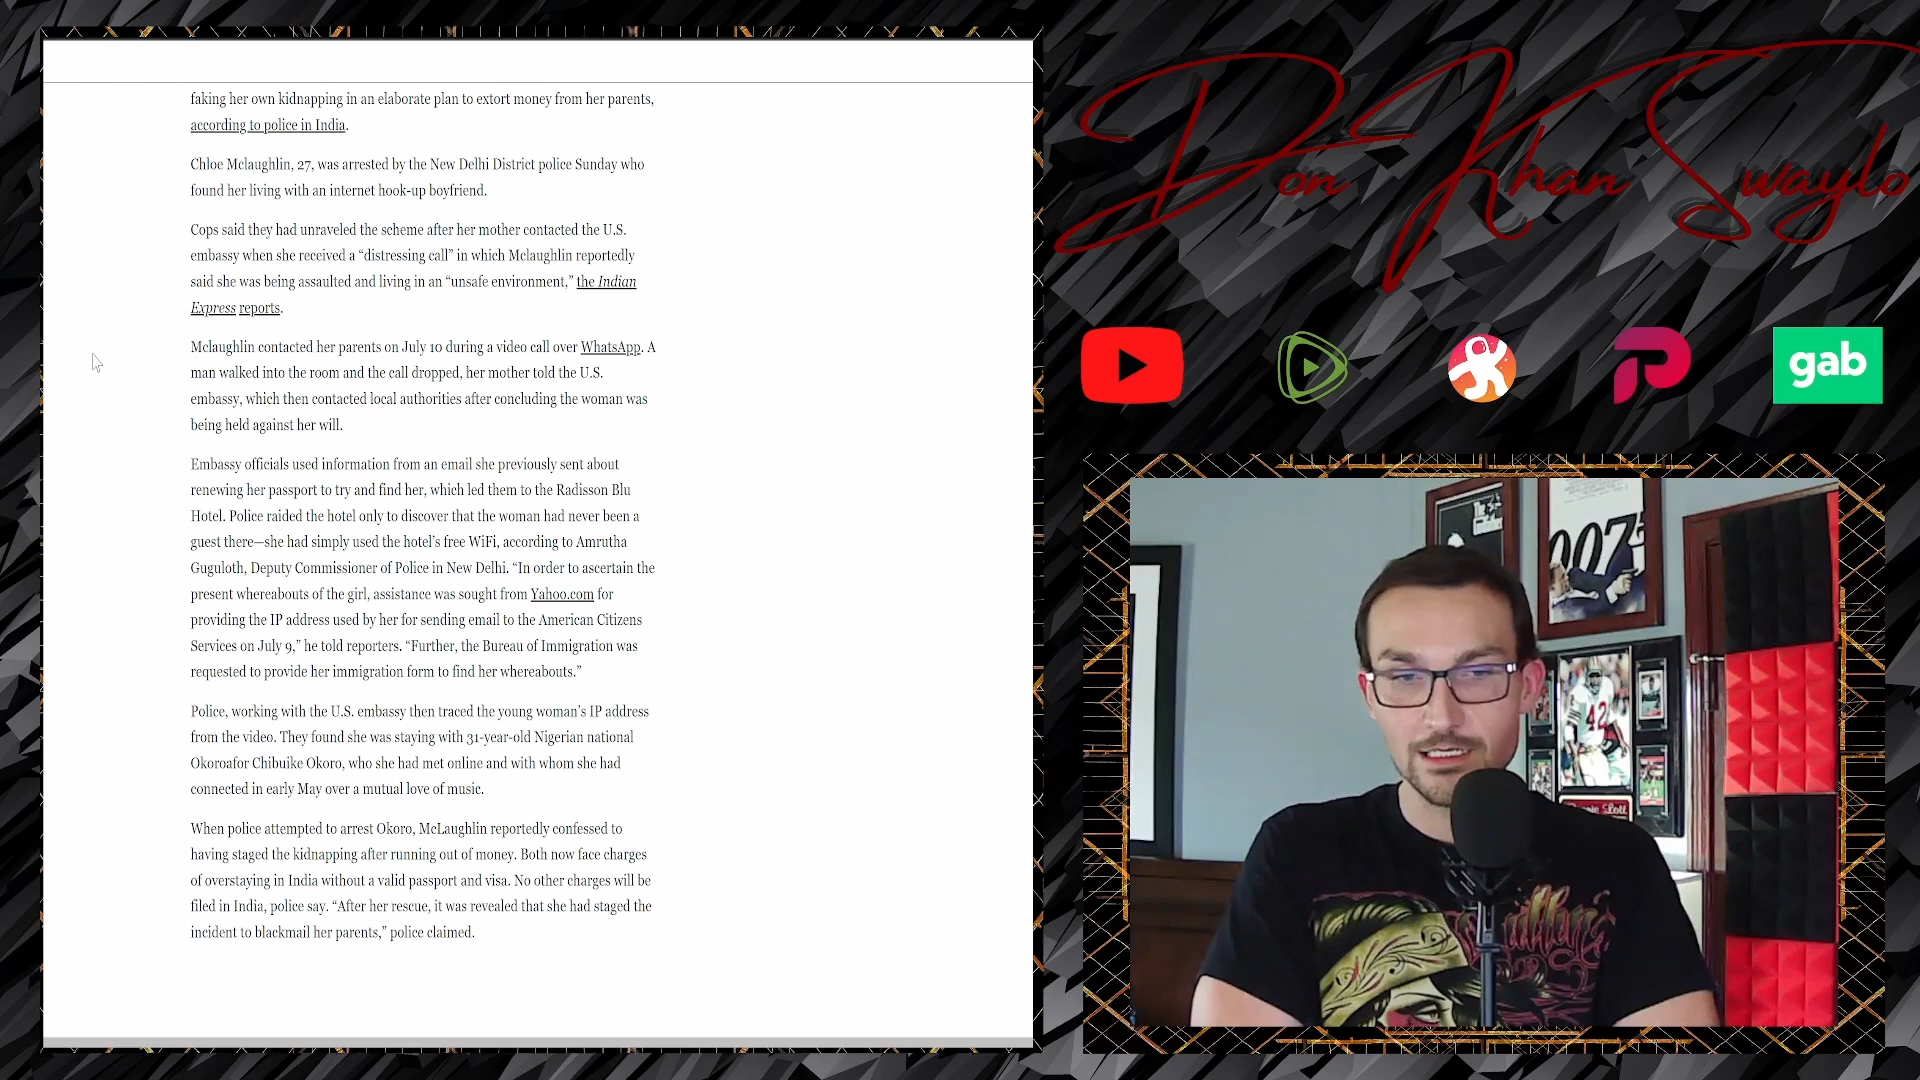 faking her own kidnapping in an elaborate plan to extort money from her parents,
according to police in India.
Chloe Mclaughlin, 27, was arrested by the New Delhi District police Sunday who
found her living with an internet hook-up boyfriend.
Cops said they had unraveled the scheme after her mother contacted the U.S.
embassy when she received a “distressing call” in which Mclaughlin reportedly
said she was being assaulted and living in an “unsafe environment,” the Indian
Express reports.
Mclaughlin contacted her parents on July 10 during a video call over WhatsApp. A
man walked into the room and the call dropped, her mother told the U.S.
embassy, which then contacted local authorities after concluding the woman was
being held against her will.
Embassy officials used information from an email she previously sent about
renewing her passport to try and find her, which led them to the Radisson Blu
Hotel. Police raided the hotel only to discover that the woman had never been a
guest there—she had simply used the hotel’s free WiFi, according to Amrutha
Guguloth, Deputy Commissioner of Police in New Delhi. “In order to ascertain the
present whereabouts of the girl, assistance was sought from Yahoo.com for
providing the IP address used by her for sending email to the American Citizens
Services on July 9,” he told reporters. “Further, the Bureau of Immigration was
requested to provide her immigration form to find her whereabouts.”
Police, working with the U.S. embassy then traced the young woman’s IP address
from the video. They found she was staying with 31-year-old Nigerian national
Okoroafor Chibuike Okoro, who she had met online and with whom she had
connected in early May over a mutual love of music.
When police attempted to arrest Okoro, McLaughlin reportedly confessed to
having staged the kidnapping after running out of money. Both now face charges
of overstaying in India without a valid passport and visa. No other charges will be
filed in India, police say. “After her rescue, it was revealed that she had staged the
incident to blackmail her parents,” police claimed.
Don Khan Swaylo
gab
007
42